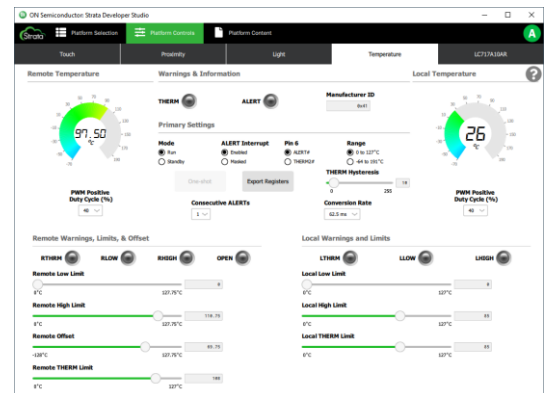 ON Semiconductor: Strata Developer Studio
Strata Platform Selection Platform Controls Platform Content A
Touch Proximity Light Temperature LC717A10AR
Remote Temperature Warnings & Information Local Temperature ?
THERM ALERT Manufacturer ID
0x41
97.50 °C
26 °C
Primary Settings
Mode ALERT Interrupt Pin 6 Range
Run Enabled ALERT# 0 to 127°C
Standby Masked THERM2# -64 to 191°C
THERM Hysteresis
One-shot Export Registers
0 255 10
PWM Positive
Duty Cycle (%)
40
Consecutive ALERTs
1
Conversion Rate
62.5 ms
PWM Positive
Duty Cycle (%)
40
Remote Warnings, Limits, & Offset Local Warnings and Limits
RTHRM RLOW RHIGH OPEN LTHRM LLOW LHIGH
Remote Low Limit Local Low Limit
0 0
0°C 127.75°C 0°C 127°C
Remote High Limit Local High Limit
0°C 127.75°C 0°C 127°C
Remote Offset Local THERM Limit
-128°C 127.75°C 0°C 127°C
Remote THERM Limit
100
0°C 127°C